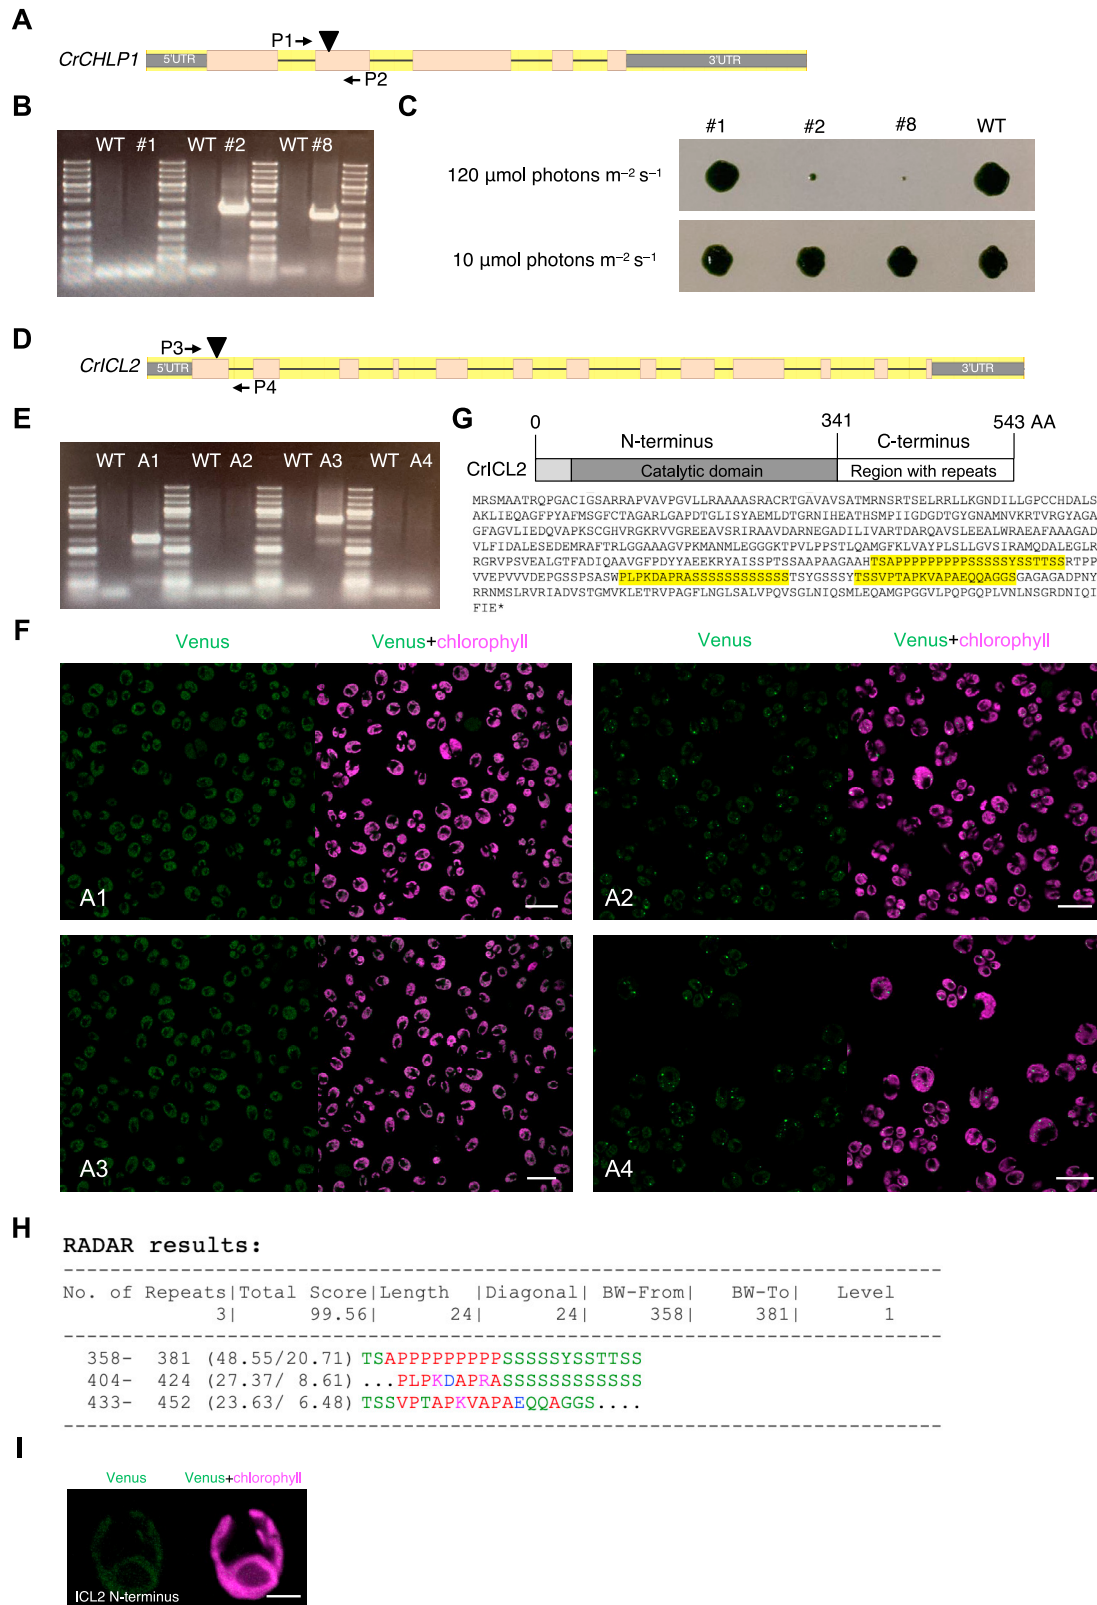 A
P1
CrCHLP1
5'UTR
3'UTR
P2
B
WT #1 WT #2 WT #8
C
#1 #2 #8 WT
120 μmol photons m⁻² s⁻¹
10 μmol photons m⁻² s⁻¹
D
P3
CrICL2
5'UTR
3'UTR
P4
E
WT A1 WT A2 WT A3 WT A4
G
0 341 543 AA
N-terminus C-terminus
CrICL2 Catalytic domain Region with repeats
MRSMAATRQPGACIGSARRAPVAVPGVLLRAAAASRACRTGAVAVSATMRNSRTSELRRLLKGNDILLGPCCHDALS
AKLIEQAGFPYAFMSGFCTAGARLGAPDTGLISYAEMLDTGRNIHEATHSMPIIGDGDTGYGNAMNVKRTVRGYAGA
GFAGVLIEDQVAPKSCGHVRGRKVVGREEAVSRIRAAVDARNEGADILIVARTDARQAVSLEEALWRAEAFAAAGAD
VLFIDALESEDEMRAFTRLGGAAAGVPKMANMLEGGGKTPVLPPSTLQAMGFKLVAYPLSLLGVSIRAMQDALEGLR
RGRVPSVEALGTFADIQAAVGFPDYYAEEKRYAISSAPPTSAAPAAGAAHTSAPPPPPPPPPSSSSSYSSTTSSRTPP
VVEPVVVDEPGSSPSASWPLPKDAPRASSSSSSSSSSSSTSYGSSSYTSSVPTAPKVAPAEQQAGGSGAGAGADPNY
RRNMSLRVRIADVSTGMVKLETRVPAGFLNGLSALVPQVSGLNIQSMLEQAMGPGGVLPQPGQPLVNLNSGRDNIQI
FIE*
F
Venus Venus+chlorophyll Venus Venus+chlorophyll
A1 A2
A3 A4
H
RADAR results:
No. of Repeats|Total Score|Length |Diagonal| BW-From| BW-To| Level
3| 99.56| 24| 24| 358| 381| 1
358- 381 (48.55/20.71) TSAPPPPPPPPPSSSSSYSSTTSS
404- 424 (27.37/ 8.61) ...PLPKDAPRASSSSSSSSSSSS
433- 452 (23.63/ 6.48) TSSVPTAPKVAPAEQQAGGS....
I
Venus Venus+chlorophyll
ICL2 N-terminus